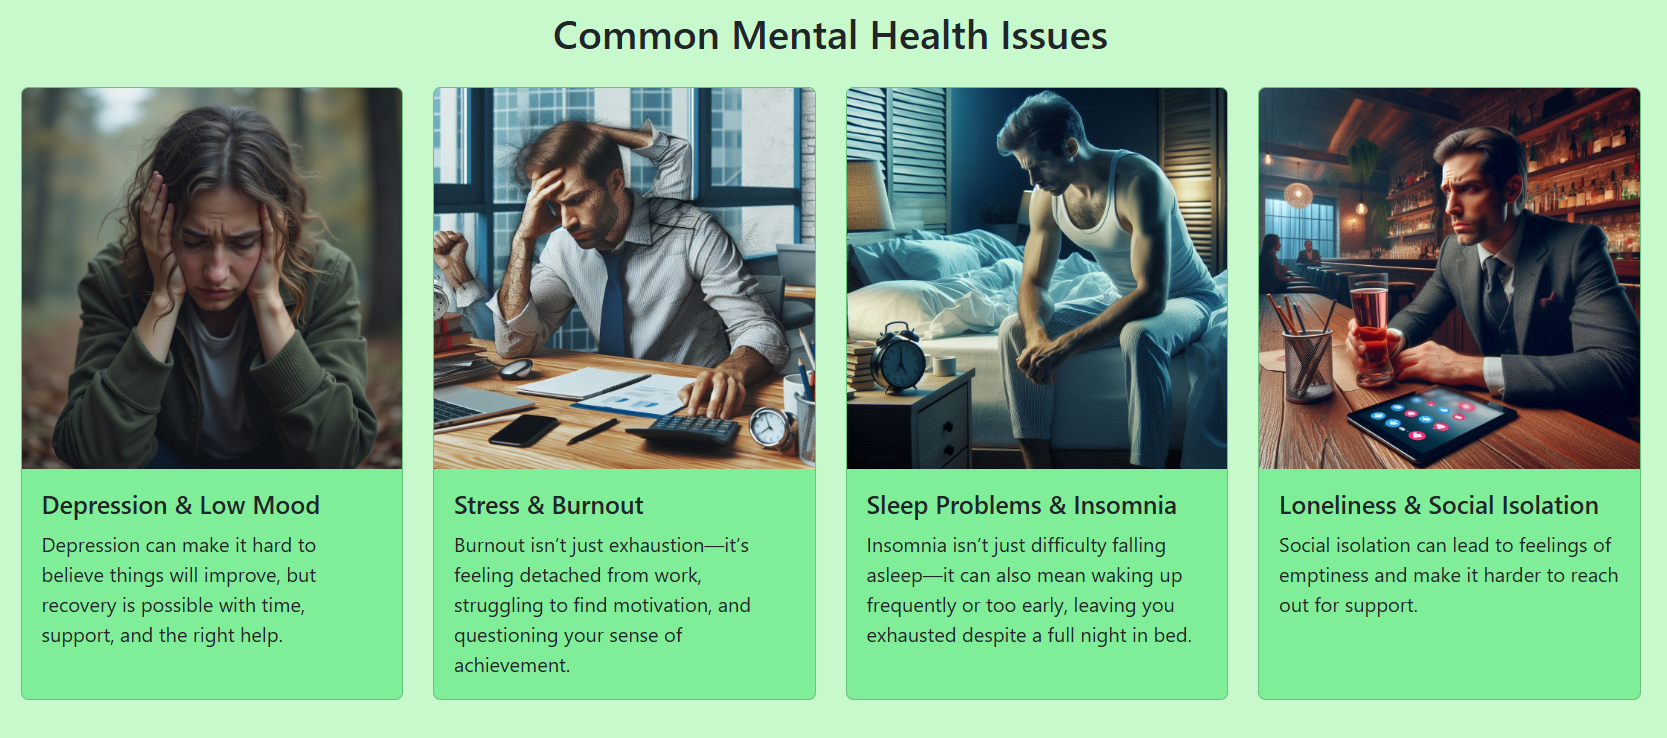 Common Mental Health Issues
Depression & Low Mood
Depression can make it hard to
believe things will improve, but
recovery is possible with time,
support, and the right help.
Stress & Burnout
Burnout isn’t just exhaustion—it’s
feeling detached from work,
struggling to find motivation, and
questioning your sense of
achievement.
Sleep Problems & Insomnia
Insomnia isn’t just difficulty falling
asleep—it can also mean waking up
frequently or too early, leaving you
exhausted despite a full night in bed.
Loneliness & Social Isolation
Social isolation can lead to feelings of
emptiness and make it harder to reach
out for support.